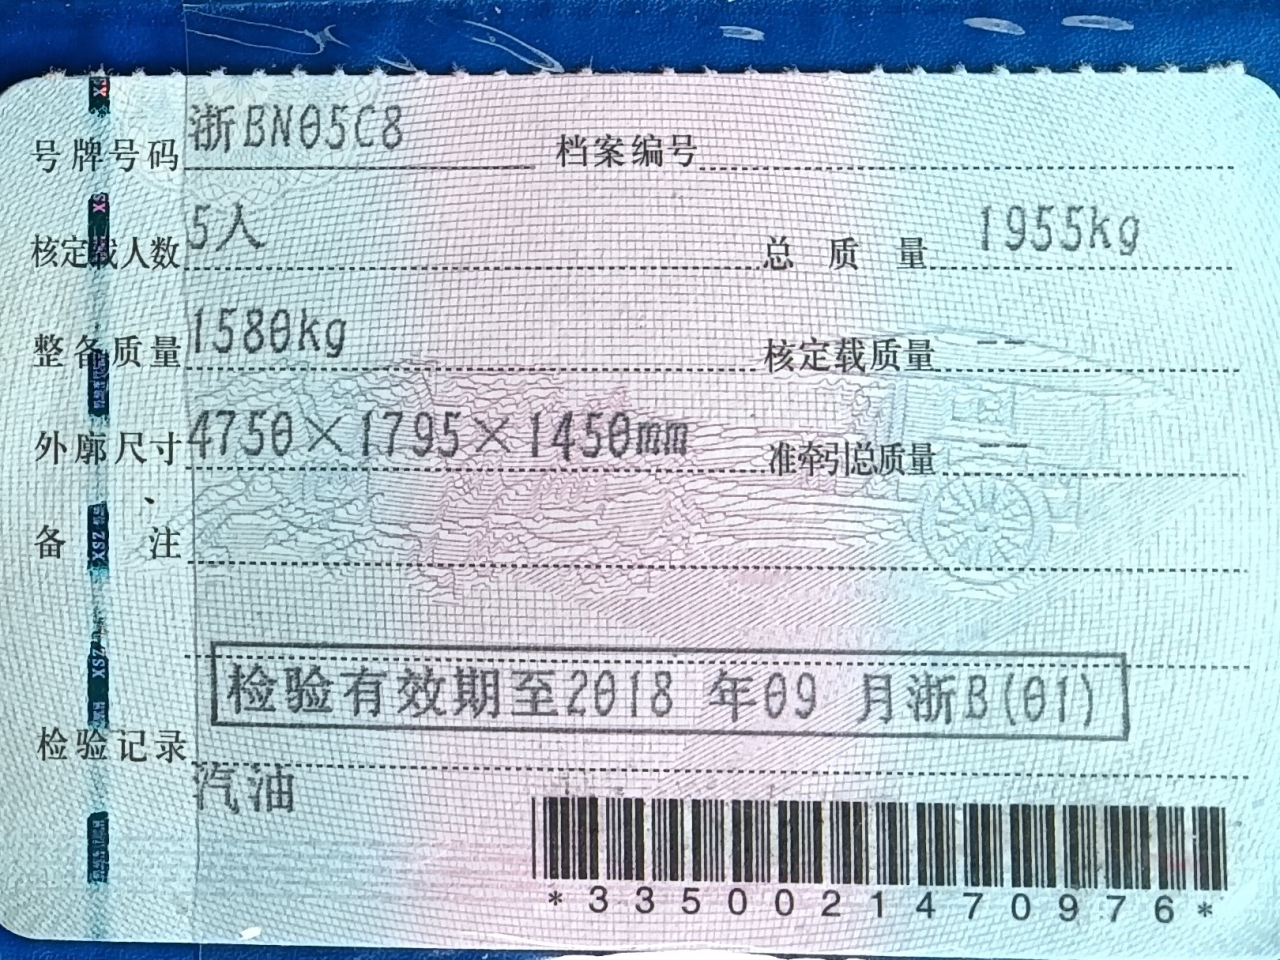 号牌号码 浙BN05C8 档案编号
核定载人数 5人 总质量 1955kg
整备质量 1580kg 核定载质量 --
外廓尺寸 4750×1795×1450mm 准牵引总质量 --
备注
检验有效期至2018 年09 月浙B(01)
检验记录
汽油
*3350021470976*